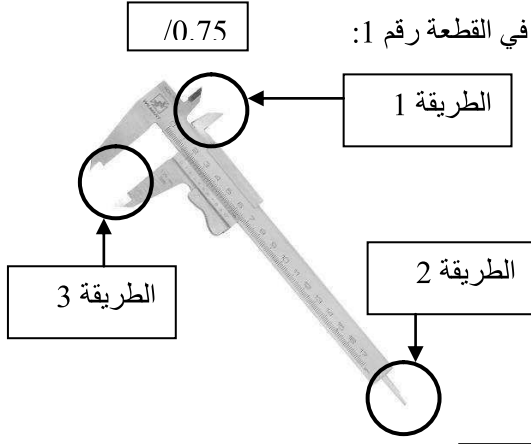 في القطعة رقم 1:
/0.75
الطريقة 1
الطريقة 2
الطريقة 3